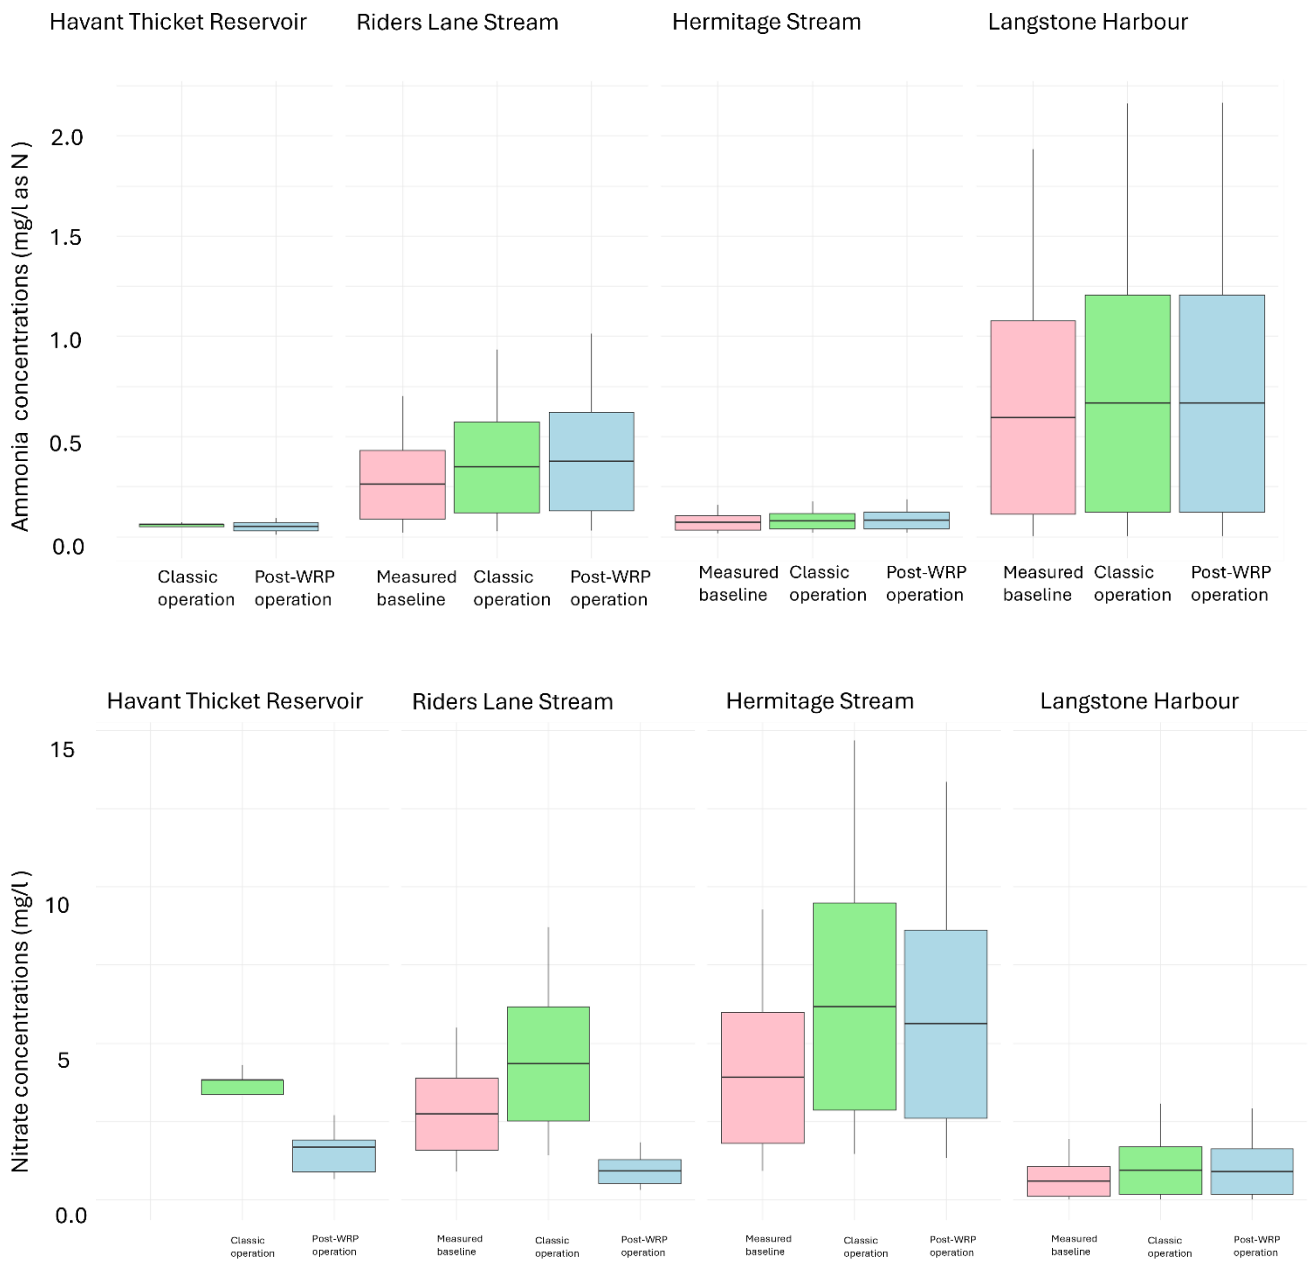 Havant Thicket Reservoir
Riders Lane Stream
Hermitage Stream
Langstone Harbour
Ammonia concentrations (mg/l as N )
2.0
1.5
1.0
0.5
0.0
Classic
operation
Post-WRP
operation
Measured
baseline
Classic
operation
Post-WRP
operation
Measured
baseline
Classic
operation
Post-WRP
operation
Measured
baseline
Classic
operation
Post-WRP
operation
Havant Thicket Reservoir
Riders Lane Stream
Hermitage Stream
Langstone Harbour
Nitrate concentrations (mg/l )
15
10
5
0.0
Classic
operation
Post-WRP
operation
Measured
baseline
Classic
operation
Post-WRP
operation
Measured
baseline
Classic
operation
Post-WRP
operation
Measured
baseline
Classic
operation
Post-WRP
operation